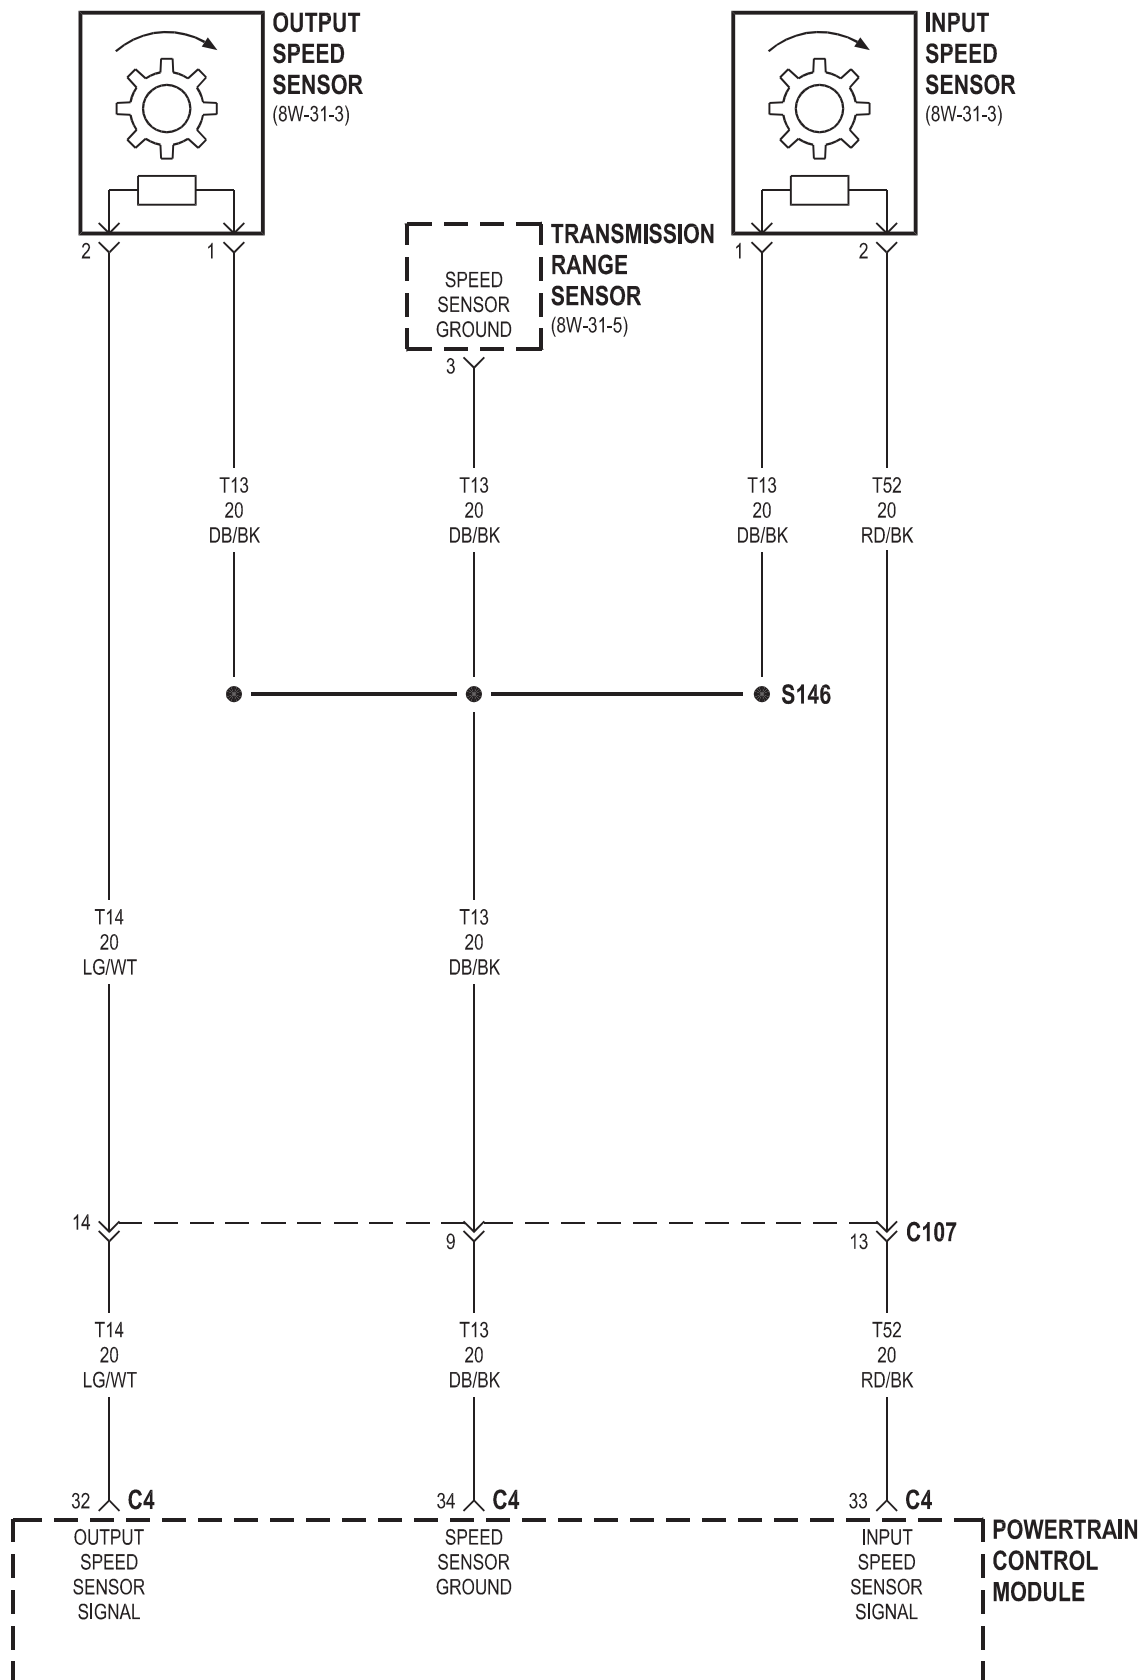 OUTPUT
SPEED
SENSOR
(8W-31-3)
INPUT
SPEED
SENSOR
(8W-31-3)
2
1
1
2
TRANSMISSION
RANGE
SENSOR
(8W-31-5)
SPEED
SENSOR
GROUND
3
T13
20
DB/BK
T13
20
DB/BK
T13
20
DB/BK
T52
20
RD/BK
S146
T14
20
LG/WT
T13
20
DB/BK
14
9
13
C107
T14
20
LG/WT
T13
20
DB/BK
T52
20
RD/BK
32
C4
34
C4
33
C4
OUTPUT
SPEED
SENSOR
SIGNAL
SPEED
SENSOR
GROUND
INPUT
SPEED
SENSOR
SIGNAL
POWERTRAIN
CONTROL
MODULE